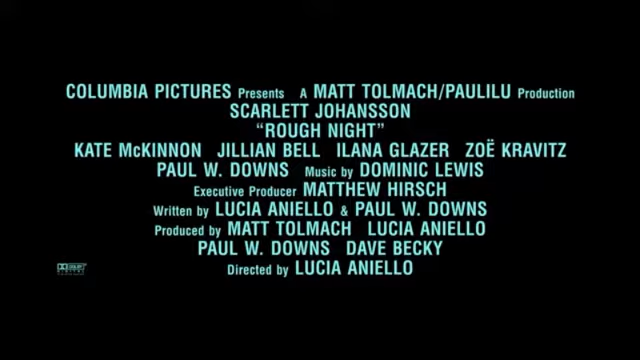 COLUMBIA PICTURES Presents A MATT TOLMACH/PAULILU Production
SCARLETT JOHANSSON
“ROUGH NIGHT”
KATE McKINNON JILLIAN BELL ILANA GLAZER ZOË KRAVITZ
PAUL W. DOWNS Music by DOMINIC LEWIS
Executive Producer MATTHEW HIRSCH
Written by LUCIA ANIELLO & PAUL W. DOWNS
Produced by MATT TOLMACH LUCIA ANIELLO
PAUL W. DOWNS DAVE BECKY
Directed by LUCIA ANIELLO